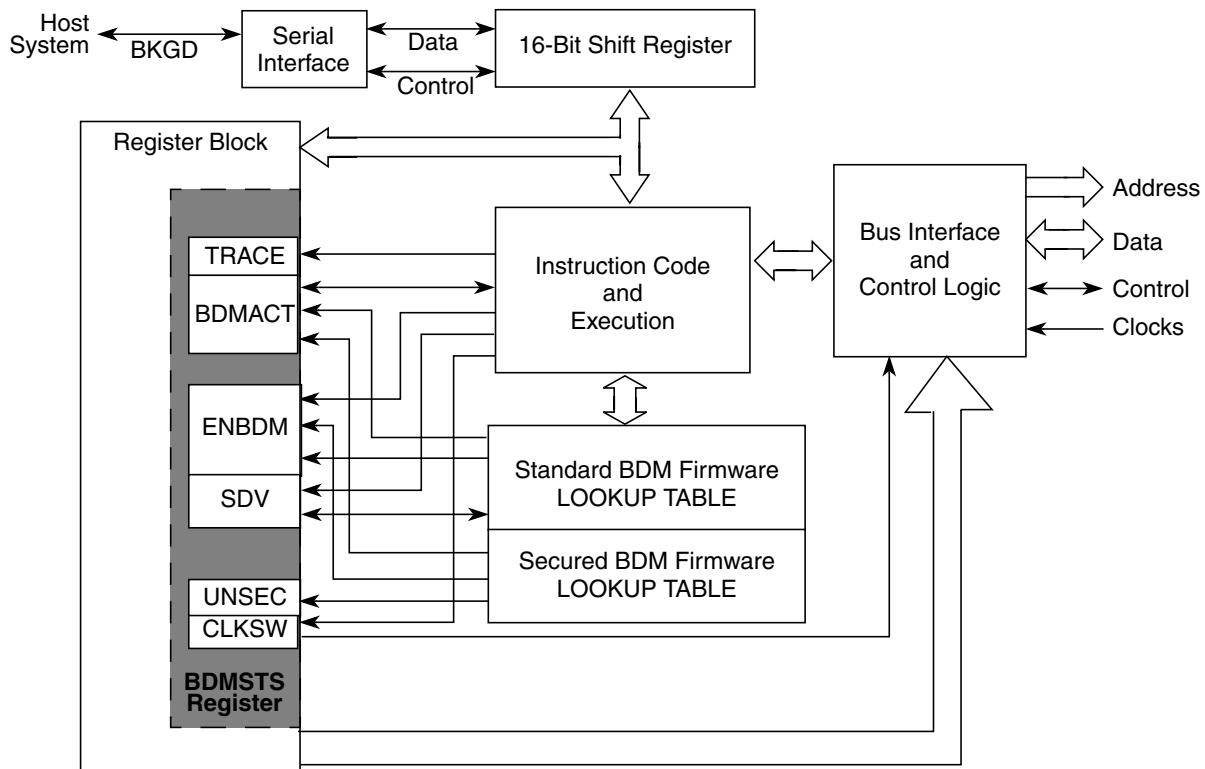 Host
System
BKGD
Serial
Interface
Data
Control
16-Bit Shift Register
Register Block
TRACE
BDMACT
ENBDM
SDV
UNSEC
CLKSW
BDMSTS
Register
Instruction Code
and
Execution
Standard BDM Firmware
LOOKUP TABLE
Secured BDM Firmware
LOOKUP TABLE
Bus Interface
and
Control Logic
Address
Data
Control
Clocks